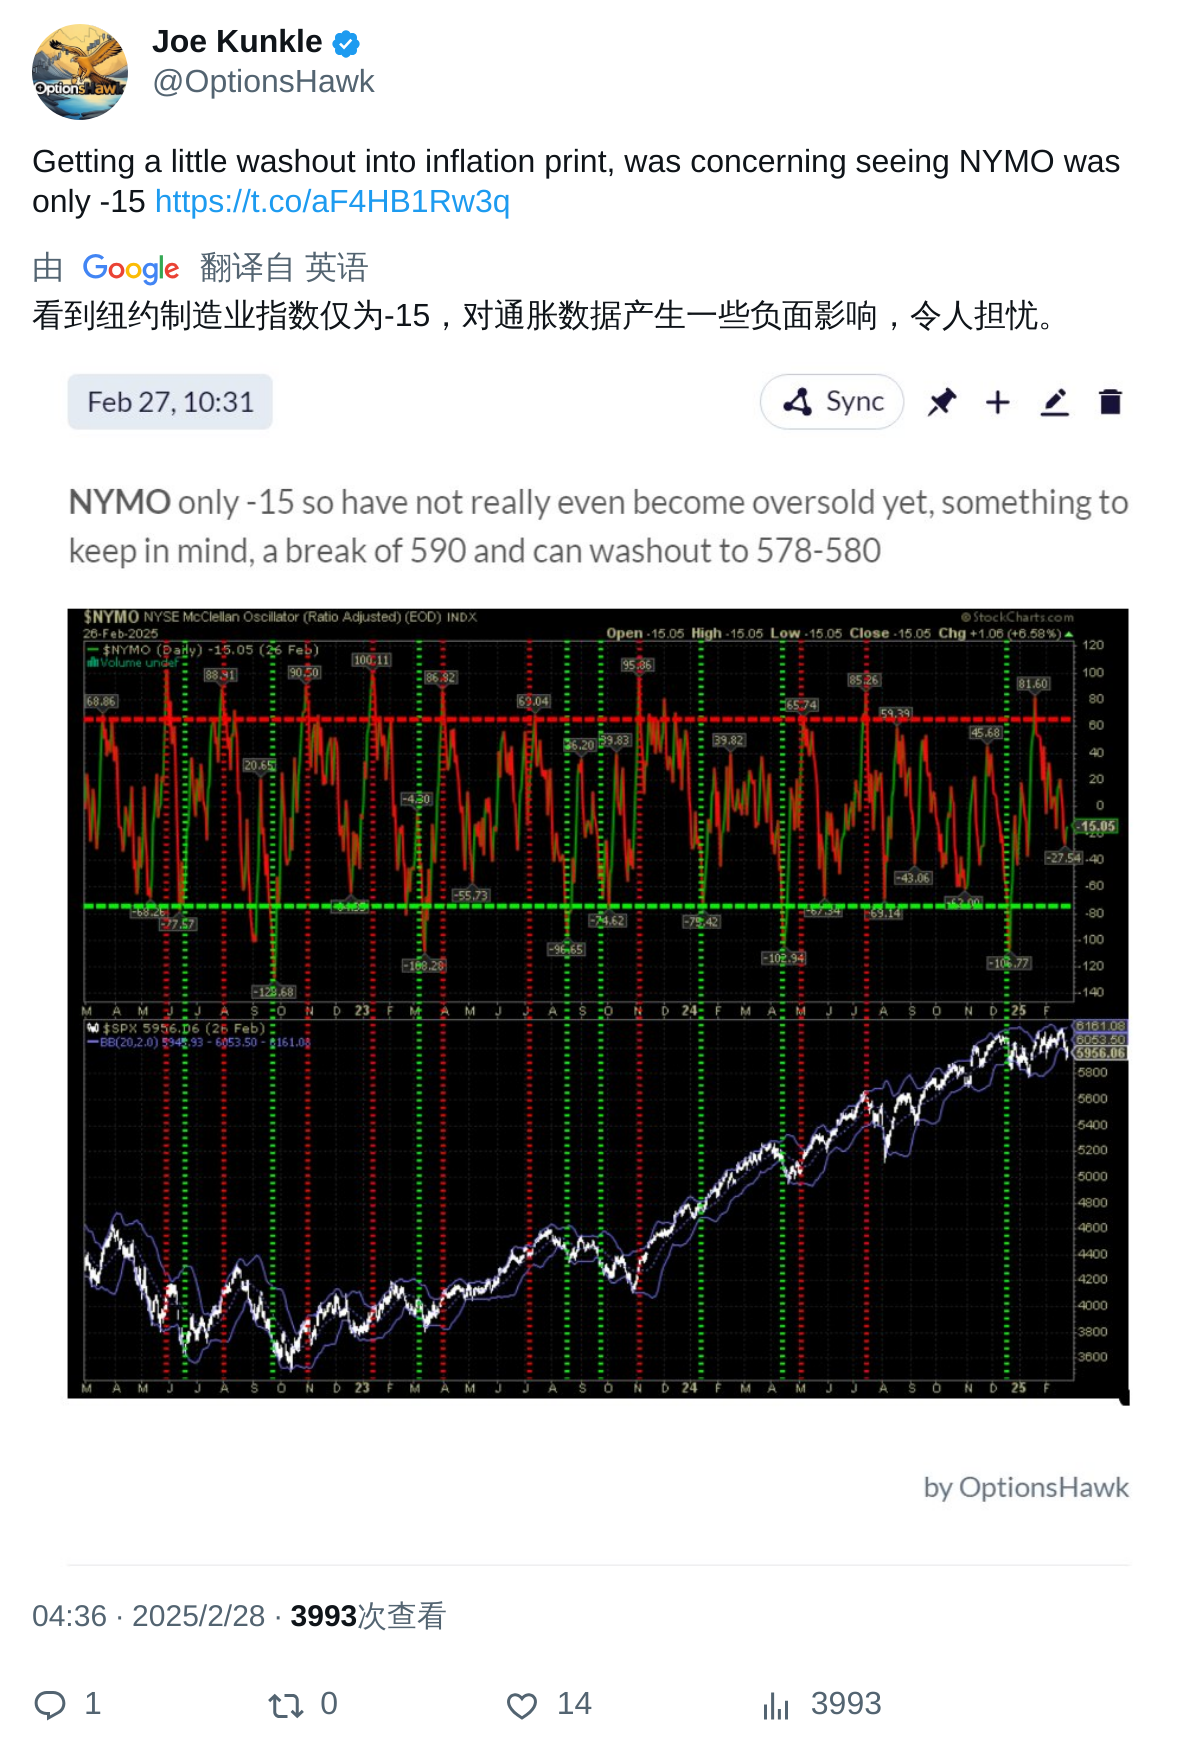 Joe Kunkle
@OptionsHawk
OptionsHawk
Getting a little washout into inflation print, was concerning seeing NYMO was
only -15 https://t.co/aF4HB1Rw3q
由 Google 翻译自 英语
看到纽约制造业指数仅为-15，对通胀数据产生一些负面影响，令人担忧。
Feb 27, 10:31
Sync
NYMO only -15 so have not really even become oversold yet, something to
keep in mind, a break of 590 and can washout to 578-580
$NYMO NYSE McClellan Oscillator (Ratio Adjusted) (EOD) INDX
© StockCharts.com
26-Feb-2025
Open -15.05 High -15.05 Low -15.05 Close -15.05 Chg +1.06 (+6.58%)
$NYMO (Daily) -15.05 (26 Feb)
Volume undef
68.86
88.91
90.50
100.11
86.92
69.04
95.86
65.74
85.26
59.39
81.60
20.65
-4.30
36.20
39.83
39.82
45.68
-15.05
-27.54
-43.06
-55.73
-68.26
-77.57
-96.65
-74.62
-75.42
-102.94
-67.34
-69.14
-106.77
120
100
80
60
40
20
0
-20
-40
-60
-80
-100
-120
-140
M A M J J A S O N D 23 F M A M J J A S O N D 24 F M A M J J A S O N D 25 F
$SPX 5956.06 (26 Feb)
BB(20,2.0) 5945.93 - 6053.50 - 6161.08
6161.08
6053.50
5956.06
5800
5600
5400
5200
5000
4800
4600
4400
4200
4000
3800
3600
M A M J J A S O N D 23 F M A M J J A S O N D 24 F M A M J J A S O N D 25 F
by OptionsHawk
04:36 · 2025/2/28 · 3993次查看
1
0
14
3993